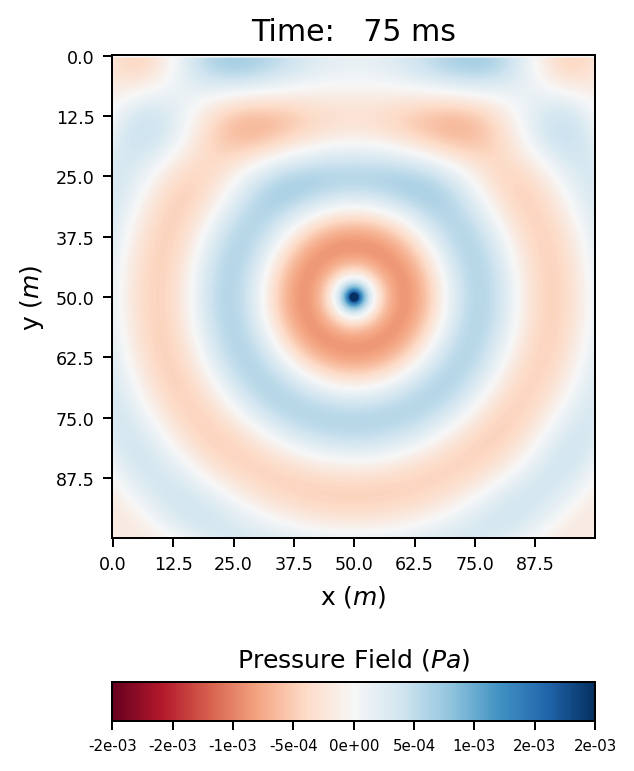 Time:   75 ms
0.0
12.5
25.0
37.5
50.0
62.5
75.0
87.5
y (m)
0.0 12.5 25.0 37.5 50.0 62.5 75.0 87.5
x (m)
Pressure Field (Pa)
-2e-03 -2e-03 -1e-03 -5e-04 0e+00 5e-04 1e-03 2e-03 2e-03